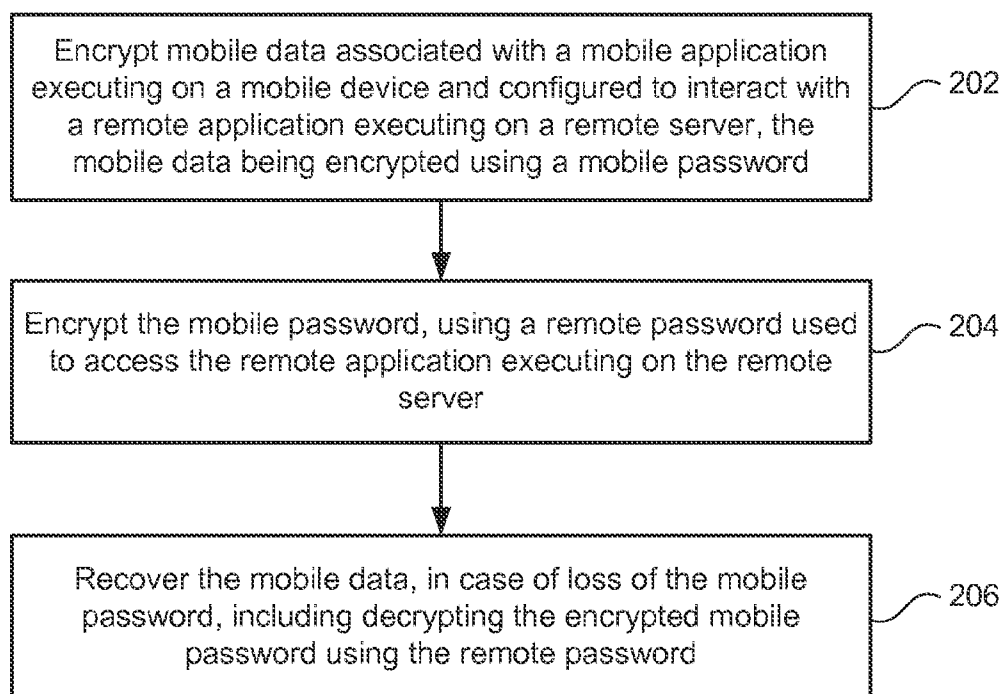 Encrypt mobile data associated with a mobile application
executing on a mobile device and configured to interact with
a remote application executing on a remote server, the
mobile data being encrypted using a mobile password
202
Encrypt the mobile password, using a remote password used
to access the remote application executing on the remote
server
204
Recover the mobile data, in case of loss of the mobile
password, including decrypting the encrypted mobile
password using the remote password
206